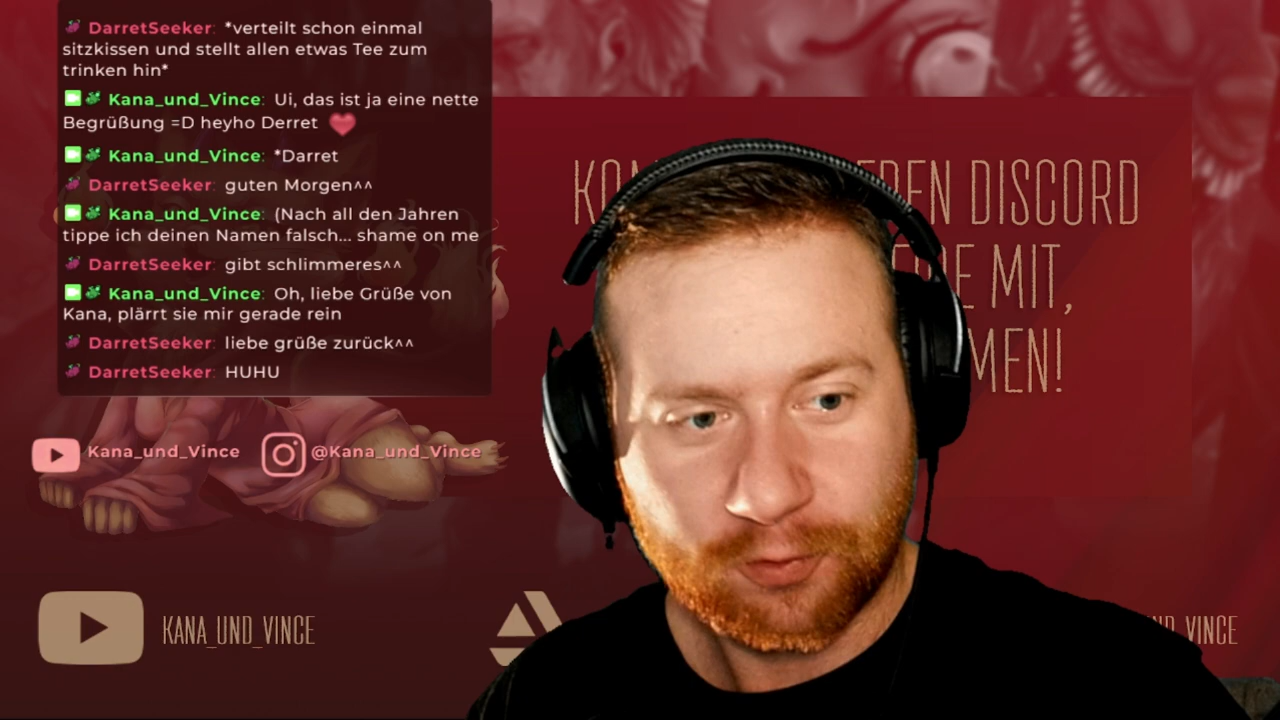 DarretSeeker: *verteilt schon einmal
sitzkissen und stellt allen etwas Tee zum
trinken hin*
Kana_und_Vince: Ui, das ist ja eine nette
Begrüßung =D heyho Derret
Kana_und_Vince: *Darret
DarretSeeker: guten Morgen^^
Kana_und_Vince: (Nach all den Jahren
tippe ich deinen Namen falsch... shame on me
DarretSeeker: gibt schlimmeres^^
Kana_und_Vince: Oh, liebe Grüße von
Kana, plärrt sie mir gerade rein
DarretSeeker: liebe grüße zurück^^
DarretSeeker: HUHU
DISCORD
MIT,
Kana_und_Vince @Kana_und_Vince
KANA_UND_VINCE
VINCE